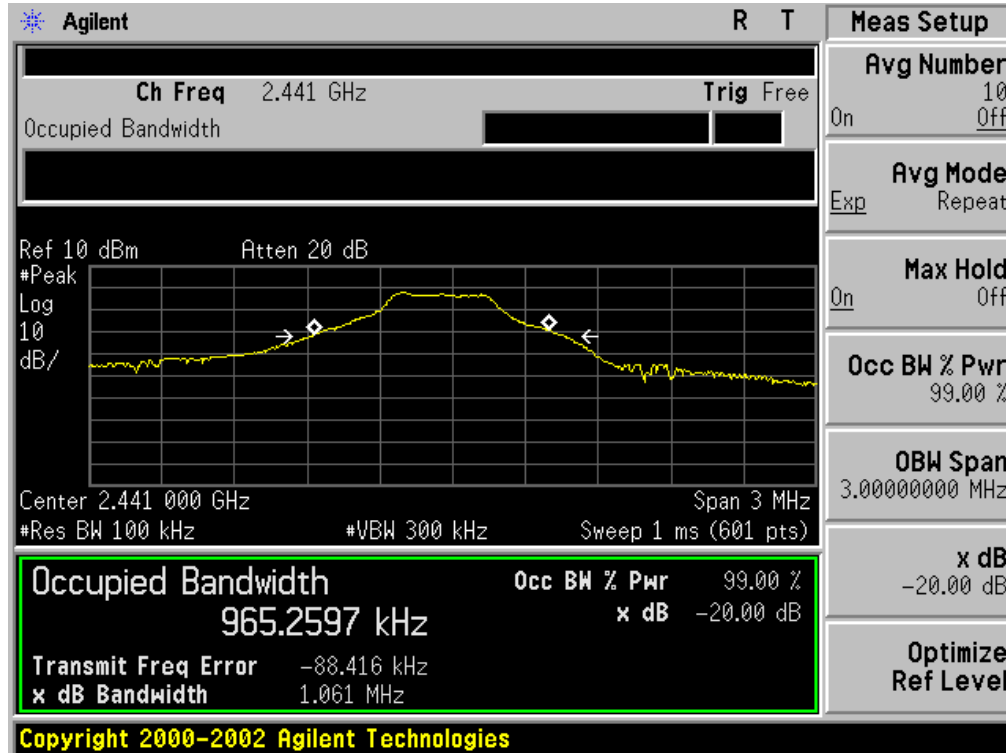 Agilent R T
Ch Freq 2.441 GHz Trig Free
Occupied Bandwidth
Ref 10 dBm Atten 20 dB
#Peak
Log
10
dB/
Center 2.441 000 GHz Span 3 MHz
#Res BW 100 kHz #VBW 300 kHz Sweep 1 ms (601 pts)
Occupied Bandwidth
965.2597 kHz
Occ BW % Pwr 99.00 %
x dB -20.00 dB
Transmit Freq Error -88.416 kHz
x dB Bandwidth 1.061 MHz
Copyright 2000-2002 Agilent Technologies
Meas Setup
Avg Number
10
On Off
Avg Mode
Exp Repeat
Max Hold
On Off
Occ BW % Pwr
99.00 %
OBW Span
3.00000000 MHz
x dB
-20.00 dB
Optimize
Ref Level